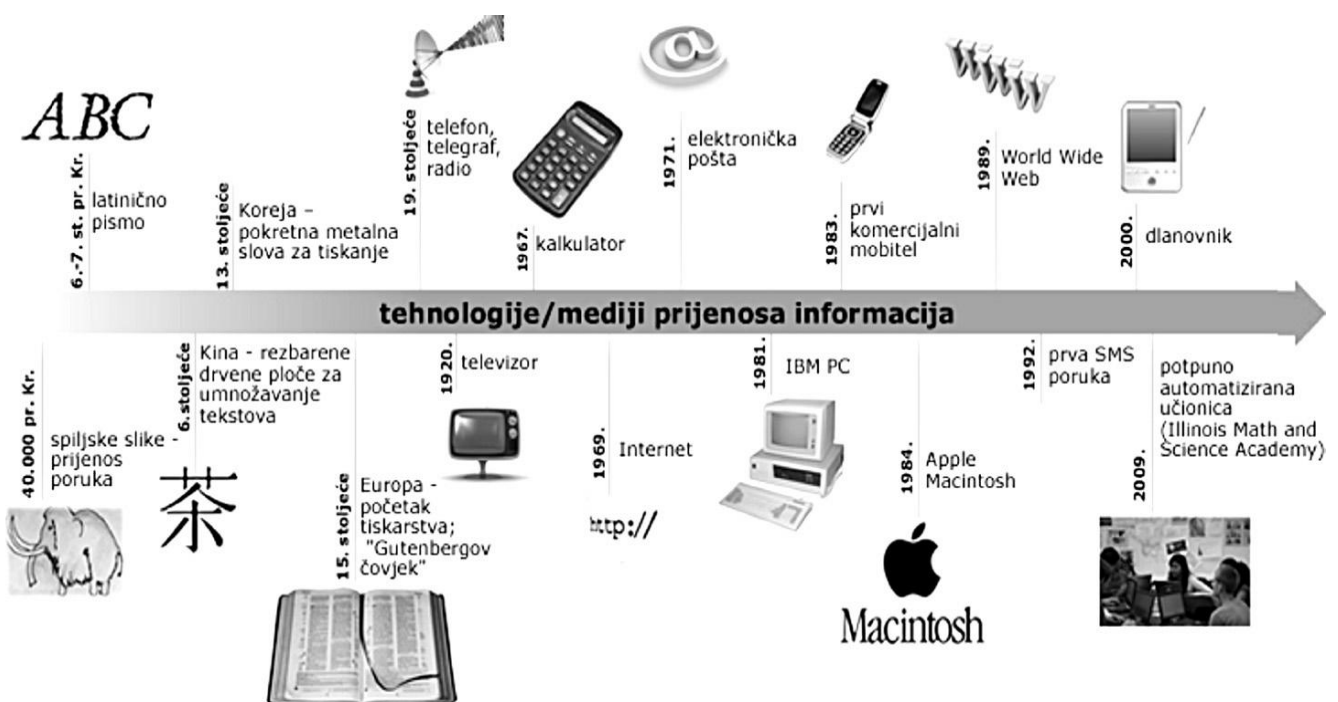 ABC
6.-7. st. pr. Kr.
latinično
pismo
13. stoljeće
Koreja –
pokretna metalna
slova za tiskanje
19. stoljeće
telefon,
telegraf,
radio
1967.
kalkulator
@
1971.
elektronička
pošta
1983.
prvi
komercijalni
mobitel
WWW
1989.
World Wide
Web
2000.
dlanovnik
tehnologije/mediji prijenosa informacija
40.000 pr. Kr.
spiljske slike -
prijenos
poruka
6.stoljeće
Kina - rezbarene
drvene ploče za
umnožavanje
tekstova
茶
15. stoljeće
Europa -
početak
tiskarstva;
"Gutenbergov
čovjek"
1920.
televizor
1969.
Internet
http://
1981.
IBM PC
1984.
Apple
Macintosh
Macintosh
1992.
prva SMS
poruka
2009.
potpuno
automatizirana
učionica
(Illinois Math and
Science Academy)